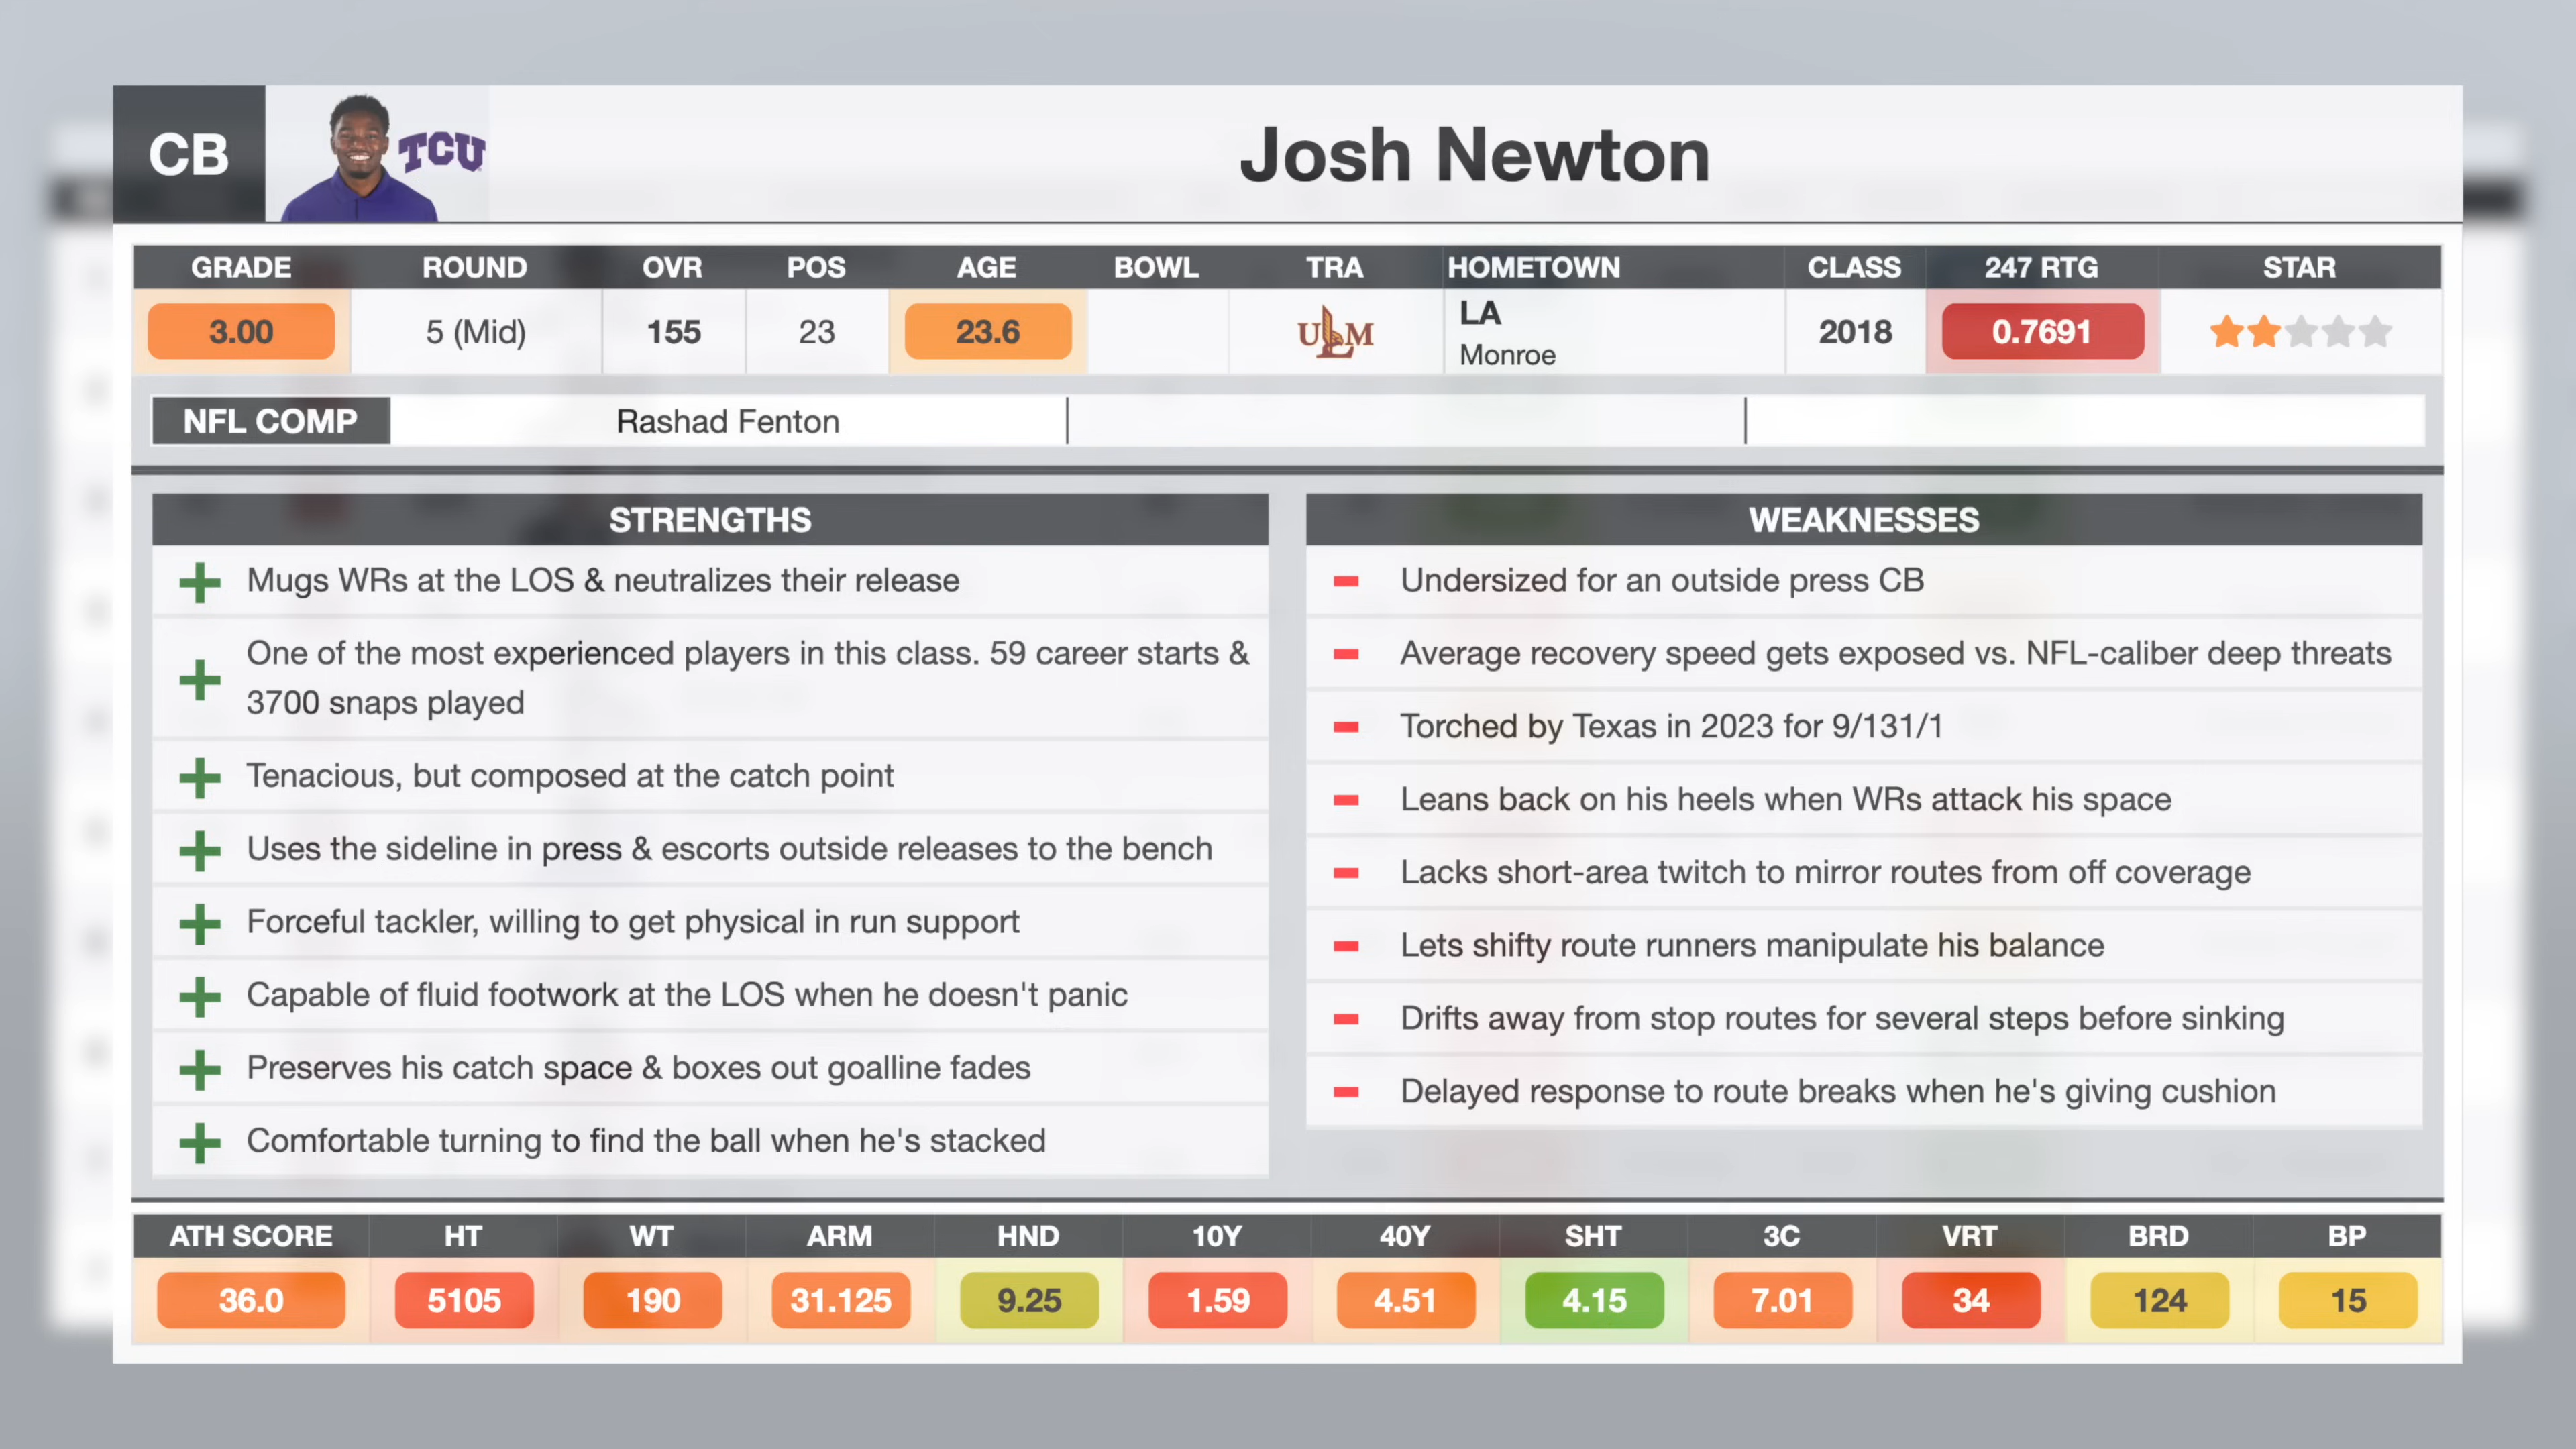 CB
TCU
Josh Newton
GRADE ROUND OVR POS AGE BOWL TRA HOMETOWN CLASS 247 RTG STAR
3.00 5 (Mid) 155 23 23.6 ULM LA 2018 0.7691
Monroe
NFL COMP Rashad Fenton
STRENGTHS
Mugs WRs at the LOS & neutralizes their release
One of the most experienced players in this class. 59 career starts &
3700 snaps played
Tenacious, but composed at the catch point
Uses the sideline in press & escorts outside releases to the bench
Forceful tackler, willing to get physical in run support
Capable of fluid footwork at the LOS when he doesn't panic
Preserves his catch space & boxes out goalline fades
Comfortable turning to find the ball when he's stacked
WEAKNESSES
Undersized for an outside press CB
Average recovery speed gets exposed vs. NFL-caliber deep threats
Torched by Texas in 2023 for 9/131/1
Leans back on his heels when WRs attack his space
Lacks short-area twitch to mirror routes from off coverage
Lets shifty route runners manipulate his balance
Drifts away from stop routes for several steps before sinking
Delayed response to route breaks when he's giving cushion
ATH SCORE HT WT ARM HND 10Y 40Y SHT 3C VRT BRD BP
36.0 5105 190 31.125 9.25 1.59 4.51 4.15 7.01 34 124 15